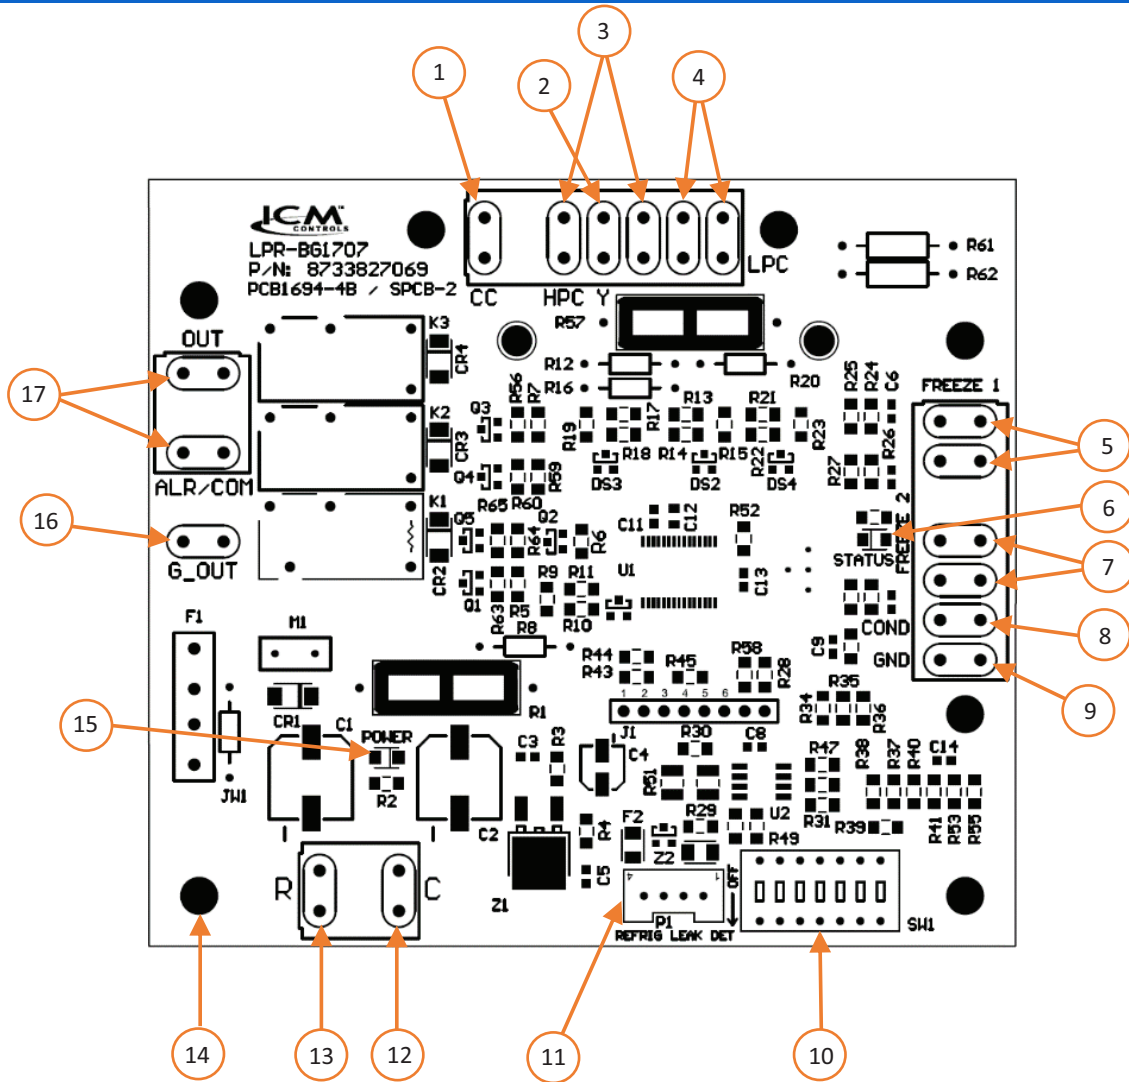 3
1
2
4
ICM™
CONTROLS
LPR-BG1707
P/N: 8733827069
PCB1694-4B / SPCB-2
CC
HPC Y
LPC
R61
R62
OUT
K3
CR4
R57
R12
R16
R20
R25
R24
C6
FREEZE 1
17
K2
CR3
Q3
R56
R7
R19
R17
R18
R13
R14
R15
R21
R22
R23
R27
R26
5
ALR/COM
Q4
R65
R60
R59
DS3
DS2
DS4
FREEZE 2
6
16
G_OUT
K1
CR2
Q5
Q2
R64
R6
C11
C12
R52
STATUS
7
F1
M1
Q1
R63
R5
R9
R11
R10
U1
C13
COND
8
R8
R44
R43
R45
R58
R28
C9
GND
CR1
R1
1 2 3 4 5 6
R34
R35
R36
9
15
POWER
C1
R2
JW1
C2
C3
R3
J1
C4
R30
C8
R47
R31
R38
R37
R40
C14
R51
R29
U2
R49
R39
R41
R53
R55
R4
F2
Z2
C5
Z1
R
C
4
1
P1
REFRIG LEAK DET
OFF
SW1
14
13
12
11
10